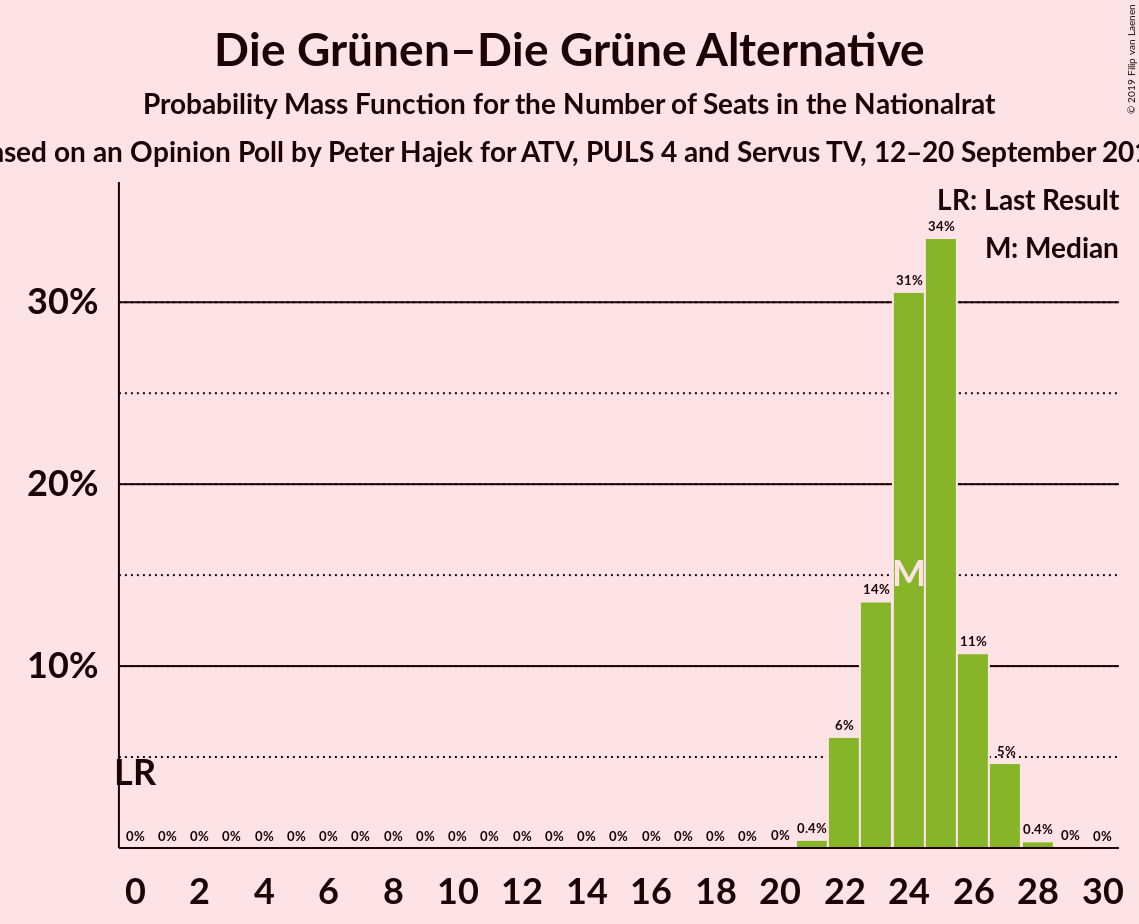 Die Grünen–Die Grüne Alternative
Probability Mass Function for the Number of Seats in the Nationalrat
on an Opinion Poll by Peter Hajek for ATV, PULS 4 and Servus TV, 12–20 September
© 2019 Filip van Laenen
LR: Last Result
M: Median
34%
31%
30%
20%
M
14%
11%
10%
6%
5%
LR
0% 0% 0% 0% 0% 0% 0% 0% 0% 0% 0% 0% 0% 0% 0% 0% 0% 0% 0% 0% 0% 0.4% 0.4% 0% 0%
0 2 4 6 8 10 12 14 16 18 20 22 24 26 28 30